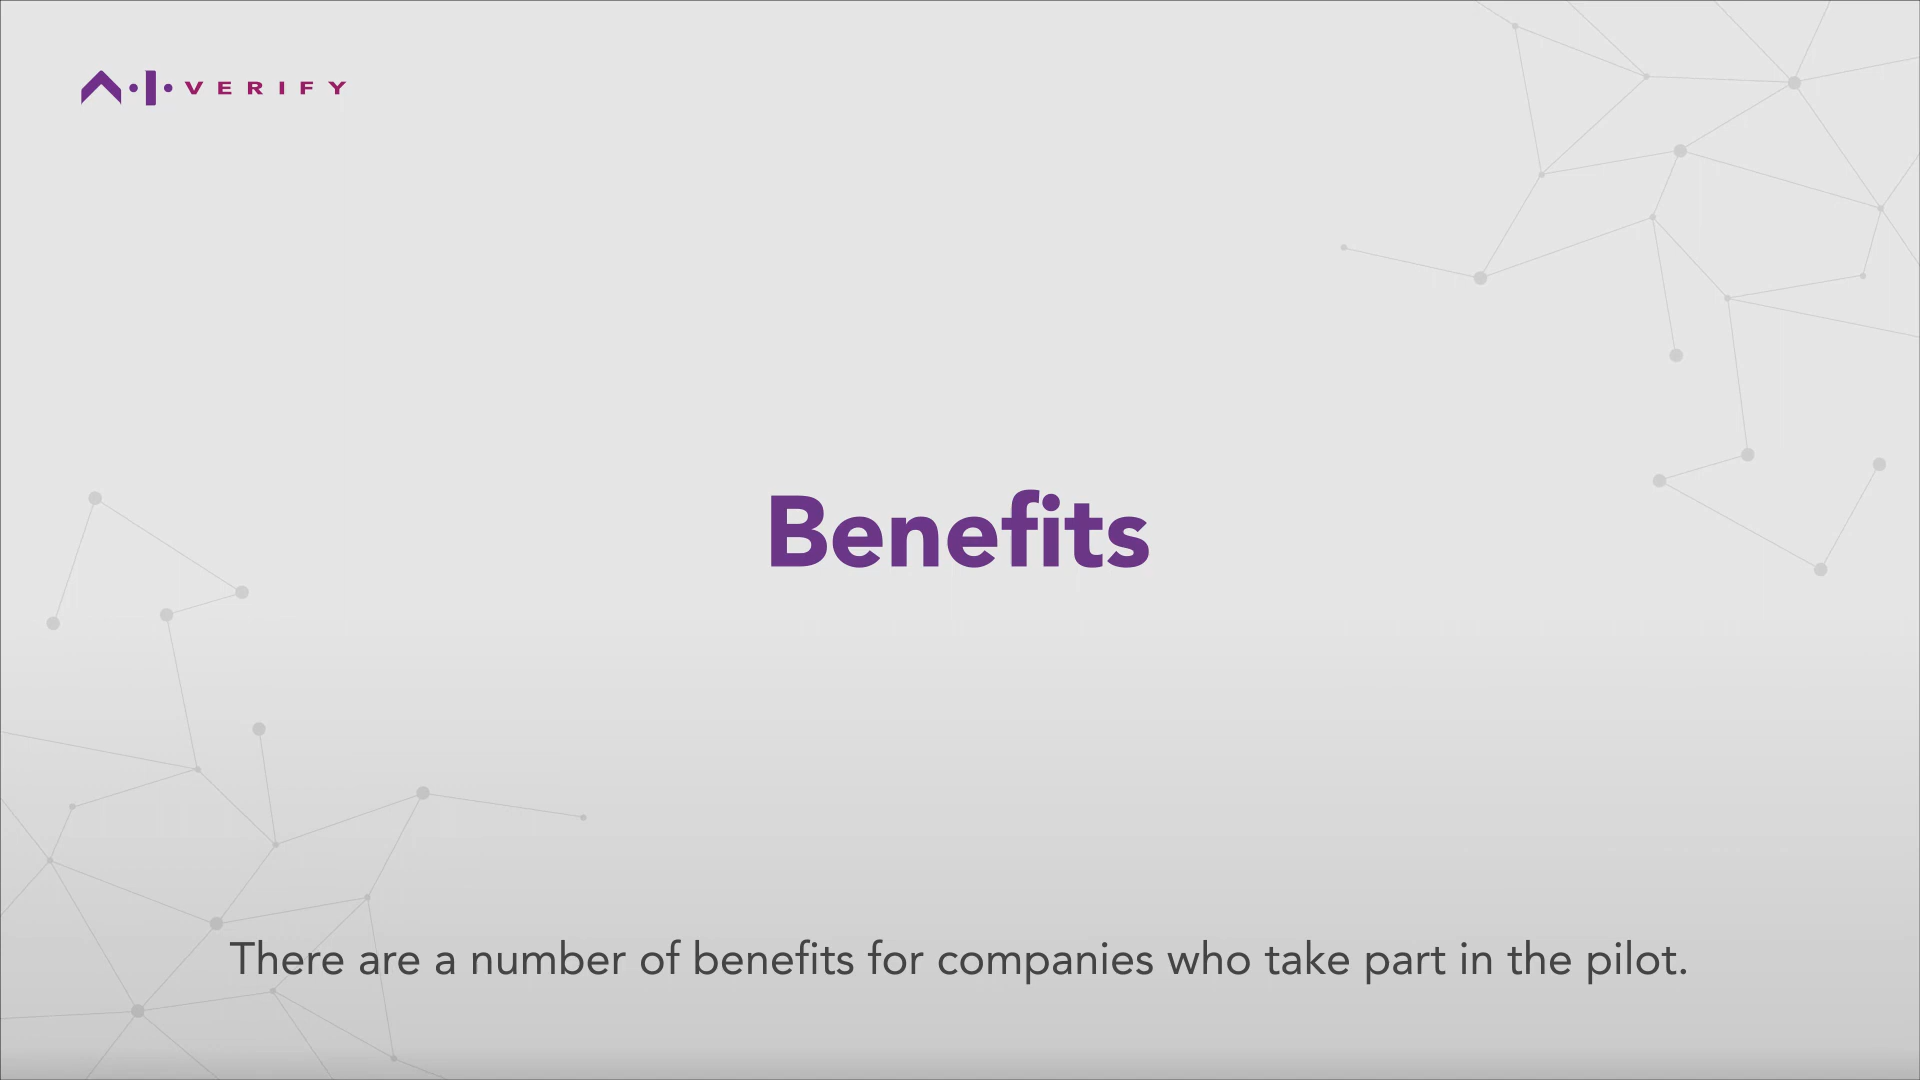 A·I·VERIFY
Benefits
There are a number of benefits for companies who take part in the pilot.